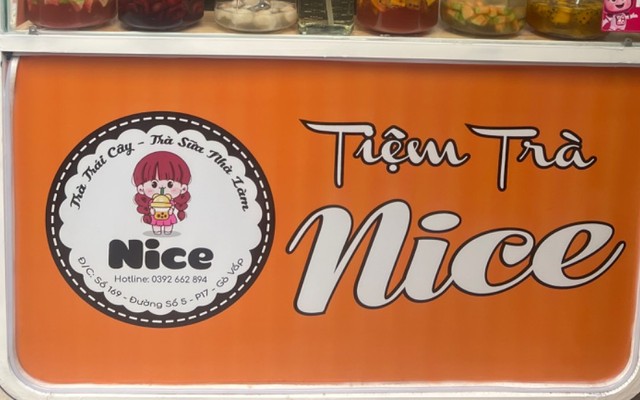 Trà Trái Cây - Trà Sữa Nhà Làm
Nice
Hotline: 0392 662 894
Đ/C: Số 169 - Đường Số 5 - P17 - Gò Vấp
Tiệm Trà
Nice